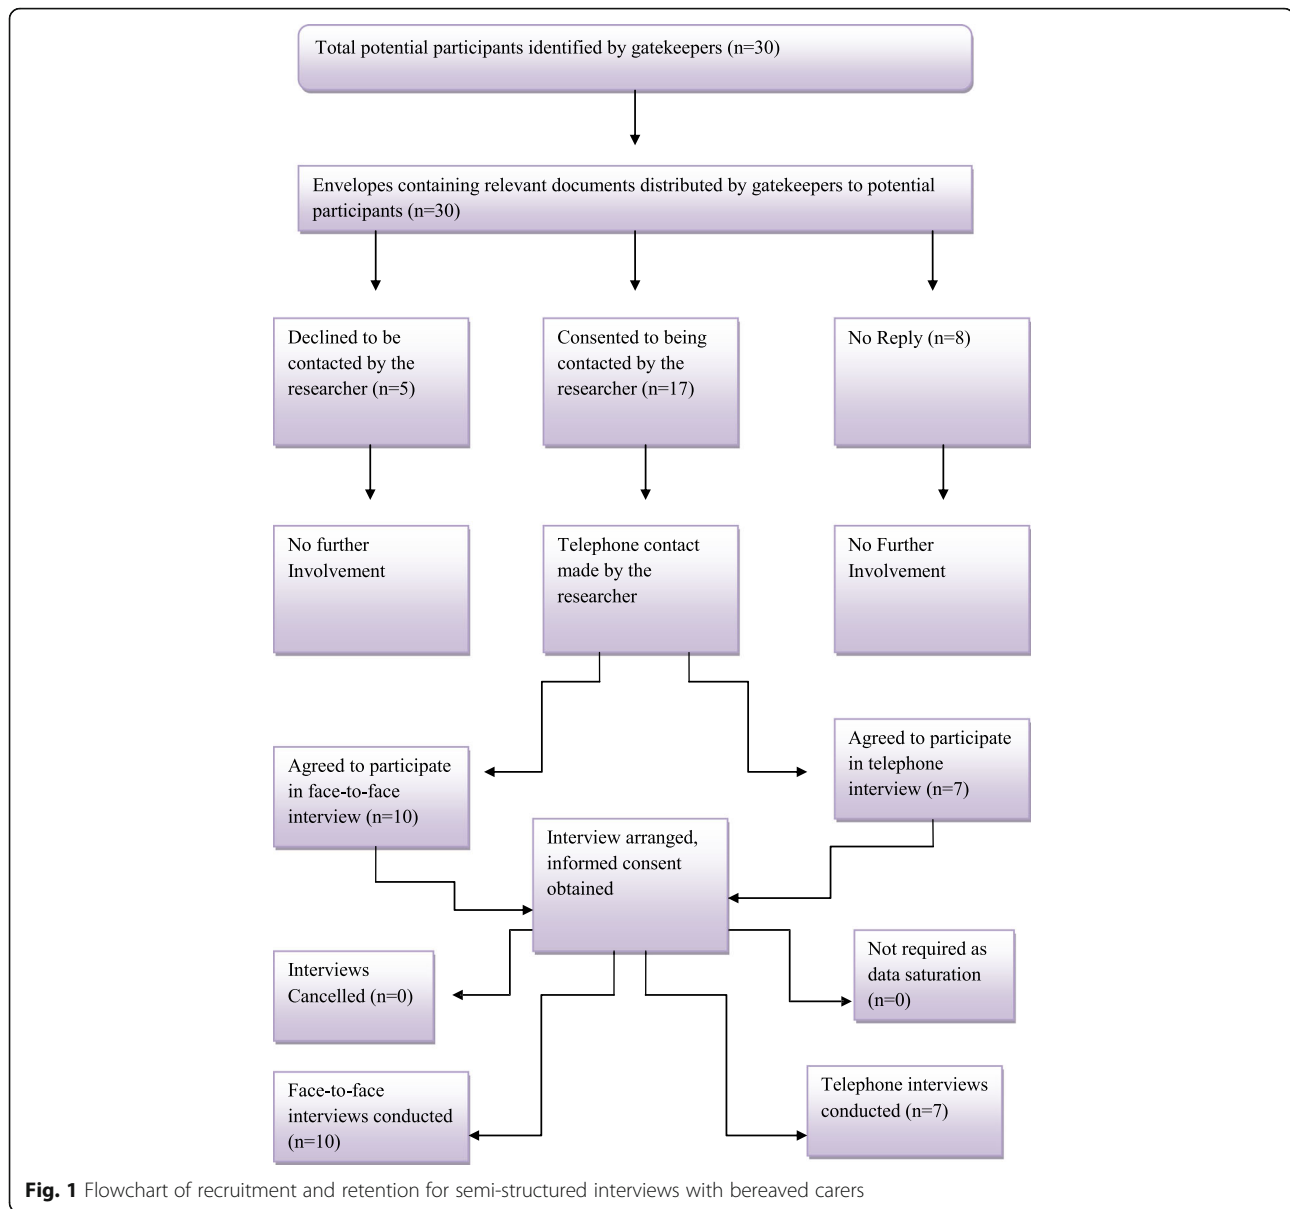 Total potential participants identified by gatekeepers (n=30)
Envelopes containing relevant documents distributed by gatekeepers to potential
participants (n=30)
Declined to be
contacted by the
researcher (n=5)
Consented to being
contacted by the
researcher (n=17)
No Reply (n=8)
No further
Involvement
Telephone contact
made by the
researcher
No Further
Involvement
Agreed to participate
in face-to-face
interview (n=10)
Agreed to participate
in telephone
interview (n=7)
Interview arranged,
informed consent
obtained
Interviews
Cancelled (n=0)
Not required as
data saturation
(n=0)
Face-to-face
interviews conducted
(n=10)
Telephone interviews
conducted (n=7)
Fig. 1 Flowchart of recruitment and retention for semi-structured interviews with bereaved carers